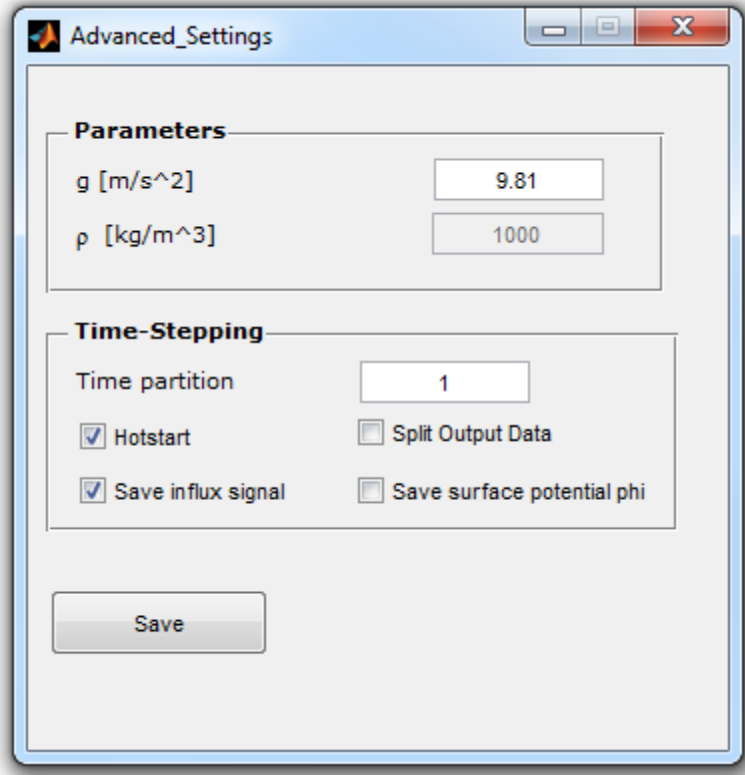 Advanced_Settings
Parameters
g [m/s^2] 9.81
ρ [kg/m^3] 1000
Time-Stepping
Time partition 1
Hotstart Split Output Data
Save influx signal Save surface potential phi
Save